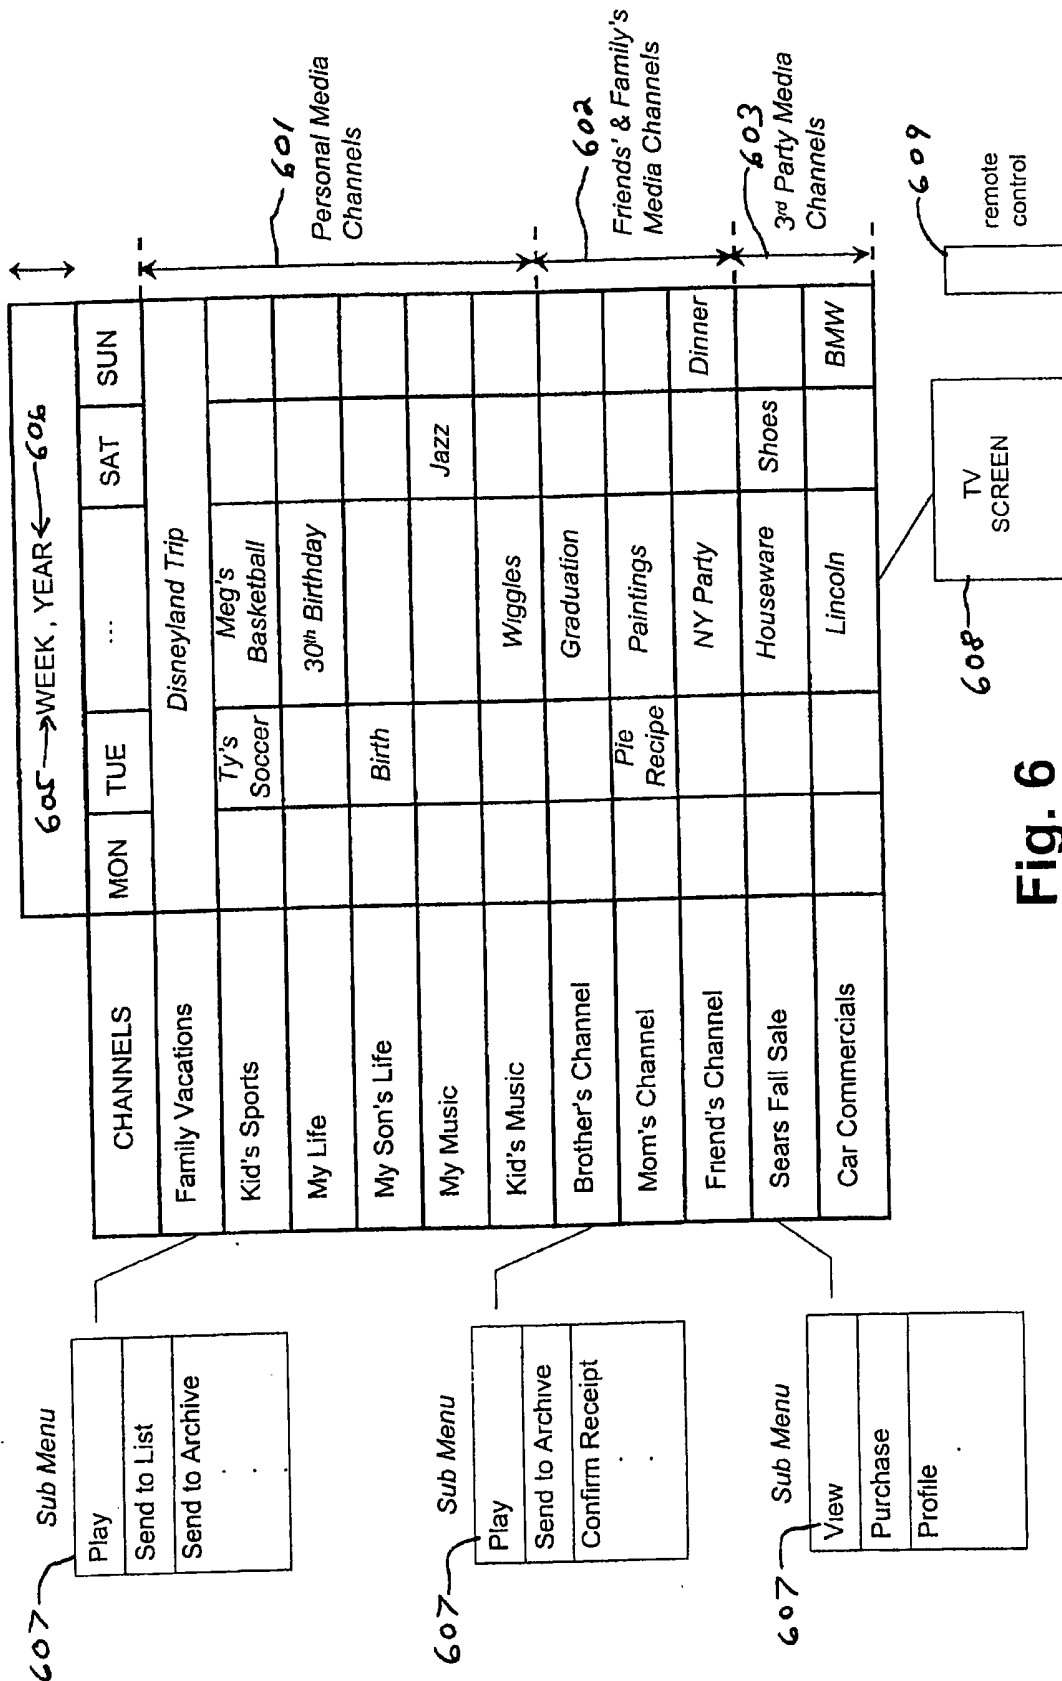 605 WEEK, YEAR 606
CHANNELS MON TUE ... SAT SUN
Family Vacations Disneyland Trip
Kid's Sports Ty's Soccer Meg's Basketball
My Life 30th Birthday
My Son's Life Birth
My Music Jazz
Kid's Music Wiggles
Brother's Channel Graduation
Mom's Channel Pie Recipe Paintings
Friend's Channel NY Party Dinner
Sears Fall Sale Houseware Shoes
Car Commercials Lincoln BMW
601
Personal Media
Channels
602
Friends' & Family's
Media Channels
603
3rd Party Media
Channels
607
Sub Menu
Play
Send to List
Send to Archive
607
Sub Menu
Play
Send to Archive
Confirm Receipt
607
Sub Menu
View
Purchase
Profile
608
TV
SCREEN
609
remote
control
Fig. 6